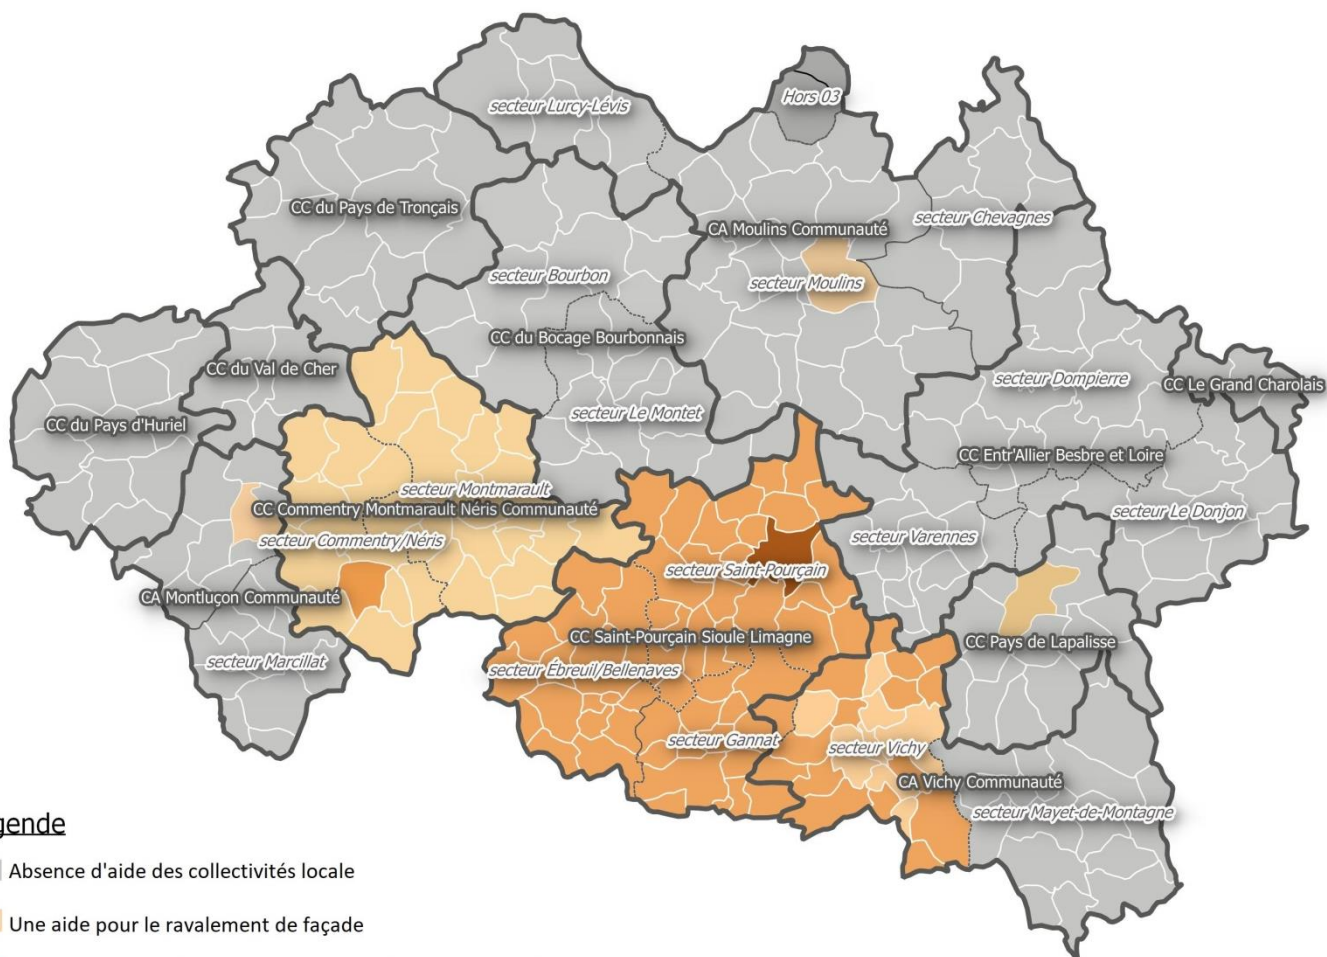 secteur Lurcy-Lévis
Hors 03
CC du Pays de Tronçais
secteur Chevagnes
CA Moulins Communauté
secteur Bourbon
secteur Moulins
CC du Bocage Bourbonnais
CC du Val de Cher
secteur Dompierre
CC Le Grand Charolais
secteur Le Montet
CC du Pays d'Huriel
CC Entr'Allier Besbre et Loire
secteur Montmarault
CC Commentry Montmarault Néris Communauté
secteur Le Donjon
secteur Commentry/Néris
secteur Varennes
secteur Saint-Pourçain
CA Montluçon Communauté
CC Saint-Pourçain Sioule Limagne
CC Pays de Lapalisse
secteur Marcillat
secteur Ébreuil/Bellenaves
secteur Gannat
secteur Vichy
CA Vichy Communauté
secteur Mayet-de-Montagne
gende
Absence d'aide des collectivités locale
Une aide pour le ravalement de façade